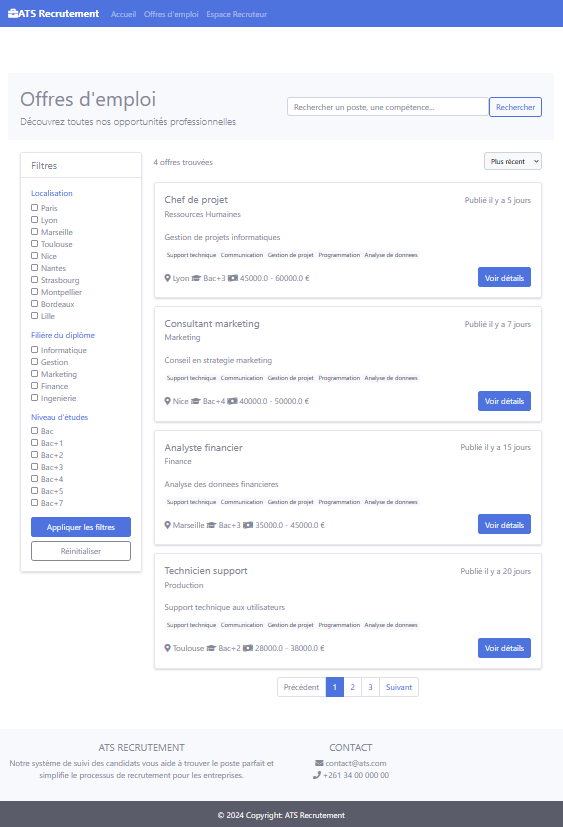 ATS Recrutement Accueil Offres d'emploi Espace Recruteur
Offres d'emploi
Découvrez toutes nos opportunités professionnelles
Rechercher un poste, une compétence... Rechercher
Filtres
Localisation
Paris
Lyon
Marseille
Toulouse
Nice
Nantes
Strasbourg
Montpellier
Bordeaux
Lille
Filière du diplôme
Informatique
Gestion
Marketing
Finance
Ingenierie
Niveau d'études
Bac
Bac+1
Bac+2
Bac+3
Bac+4
Bac+5
Bac+7
Appliquer les filtres
Réinitialiser
4 offres trouvées Plus récent
Chef de projet Publié il y a 5 jours
Ressources Humaines
Gestion de projets informatiques
Support technique Communication Gestion de projet Programmation Analyse de donnees
Lyon Bac+3 45000.0 - 60000.0 € Voir détails
Consultant marketing Publié il y a 7 jours
Marketing
Conseil en strategie marketing
Support technique Communication Gestion de projet Programmation Analyse de donnees
Nice Bac+4 40000.0 - 50000.0 € Voir détails
Analyste financier Publié il y a 15 jours
Finance
Analyse des donnees financieres
Support technique Communication Gestion de projet Programmation Analyse de donnees
Marseille Bac+3 35000.0 - 45000.0 € Voir détails
Technicien support Publié il y a 20 jours
Production
Support technique aux utilisateurs
Support technique Communication Gestion de projet Programmation Analyse de donnees
Toulouse Bac+2 28000.0 - 38000.0 € Voir détails
Précédent 1 2 3 Suivant
ATS RECRUTEMENT
Notre système de suivi des candidats vous aide à trouver le poste parfait et
simplifie le processus de recrutement pour les entreprises.
CONTACT
contact@ats.com
+261 34 00 000 00
© 2024 Copyright: ATS Recrutement